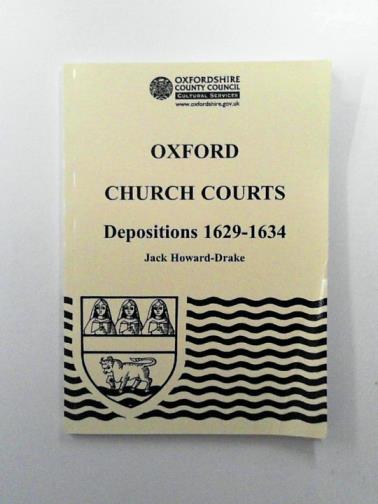 OXFORDSHIRE
COUNTY COUNCIL
CULTURAL SERVICES
www.oxfordshire.gov.uk
OXFORD
CHURCH COURTS
Depositions 1629-1634
Jack Howard-Drake